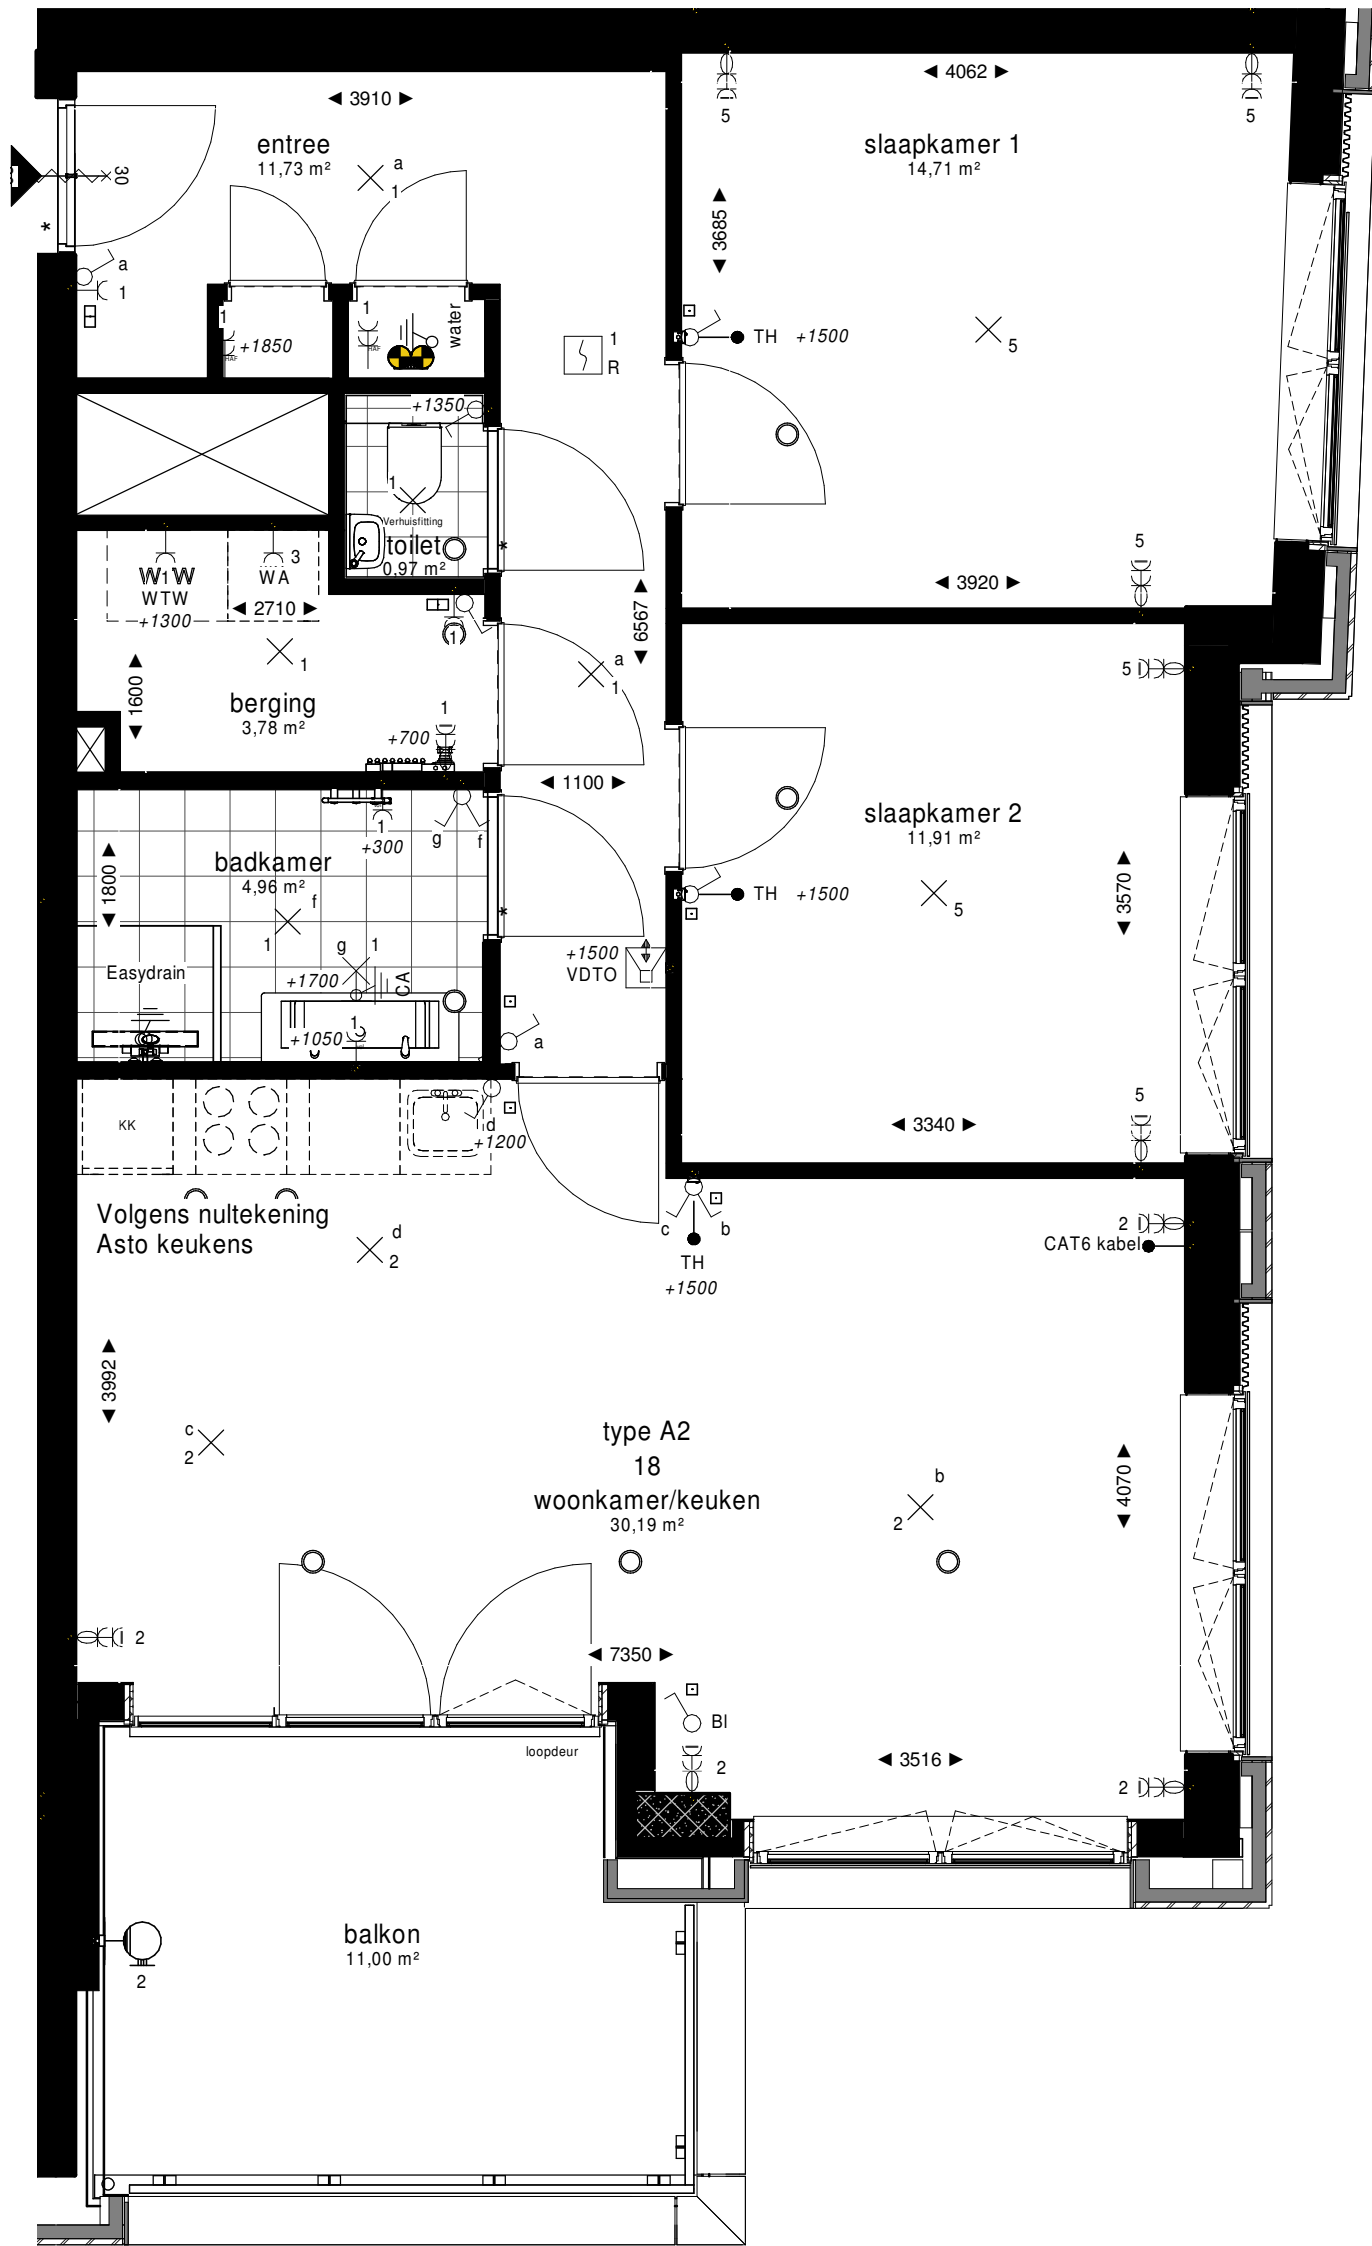 4062
3910
5
5
entree
11,73 m²
a
1
slaapkamer 1
14,71 m²
30
3685
*
a
1
1
+1850
1
water
1
R
TH
+1500
5
+1350
1
Verhuisfitting
toilet
0,97 m²
*
5
3920
3
WTW
+1300
WA
2710
6567
1
1
a
1
5
1600
berging
3,78 m²
1
+700
1100
slaapkamer 2
11,91 m²
1
+300
g
f
badkamer
4,96 m²
1800
f
1
3570
TH
+1500
5
*
g
1
+1700
CA
Easydrain
+1500
VDTO
1
+1050
a
5
KK
d
+1200
3340
Volgens nultekening
Asto keukens
d
2
c
b
TH
+1500
2
CAT6 kabel
3992
c
2
type A2
18
woonkamer/keuken
30,19 m²
b
2
4070
2
7350
BI
2
loopdeur
3516
2
balkon
11,00 m²
2